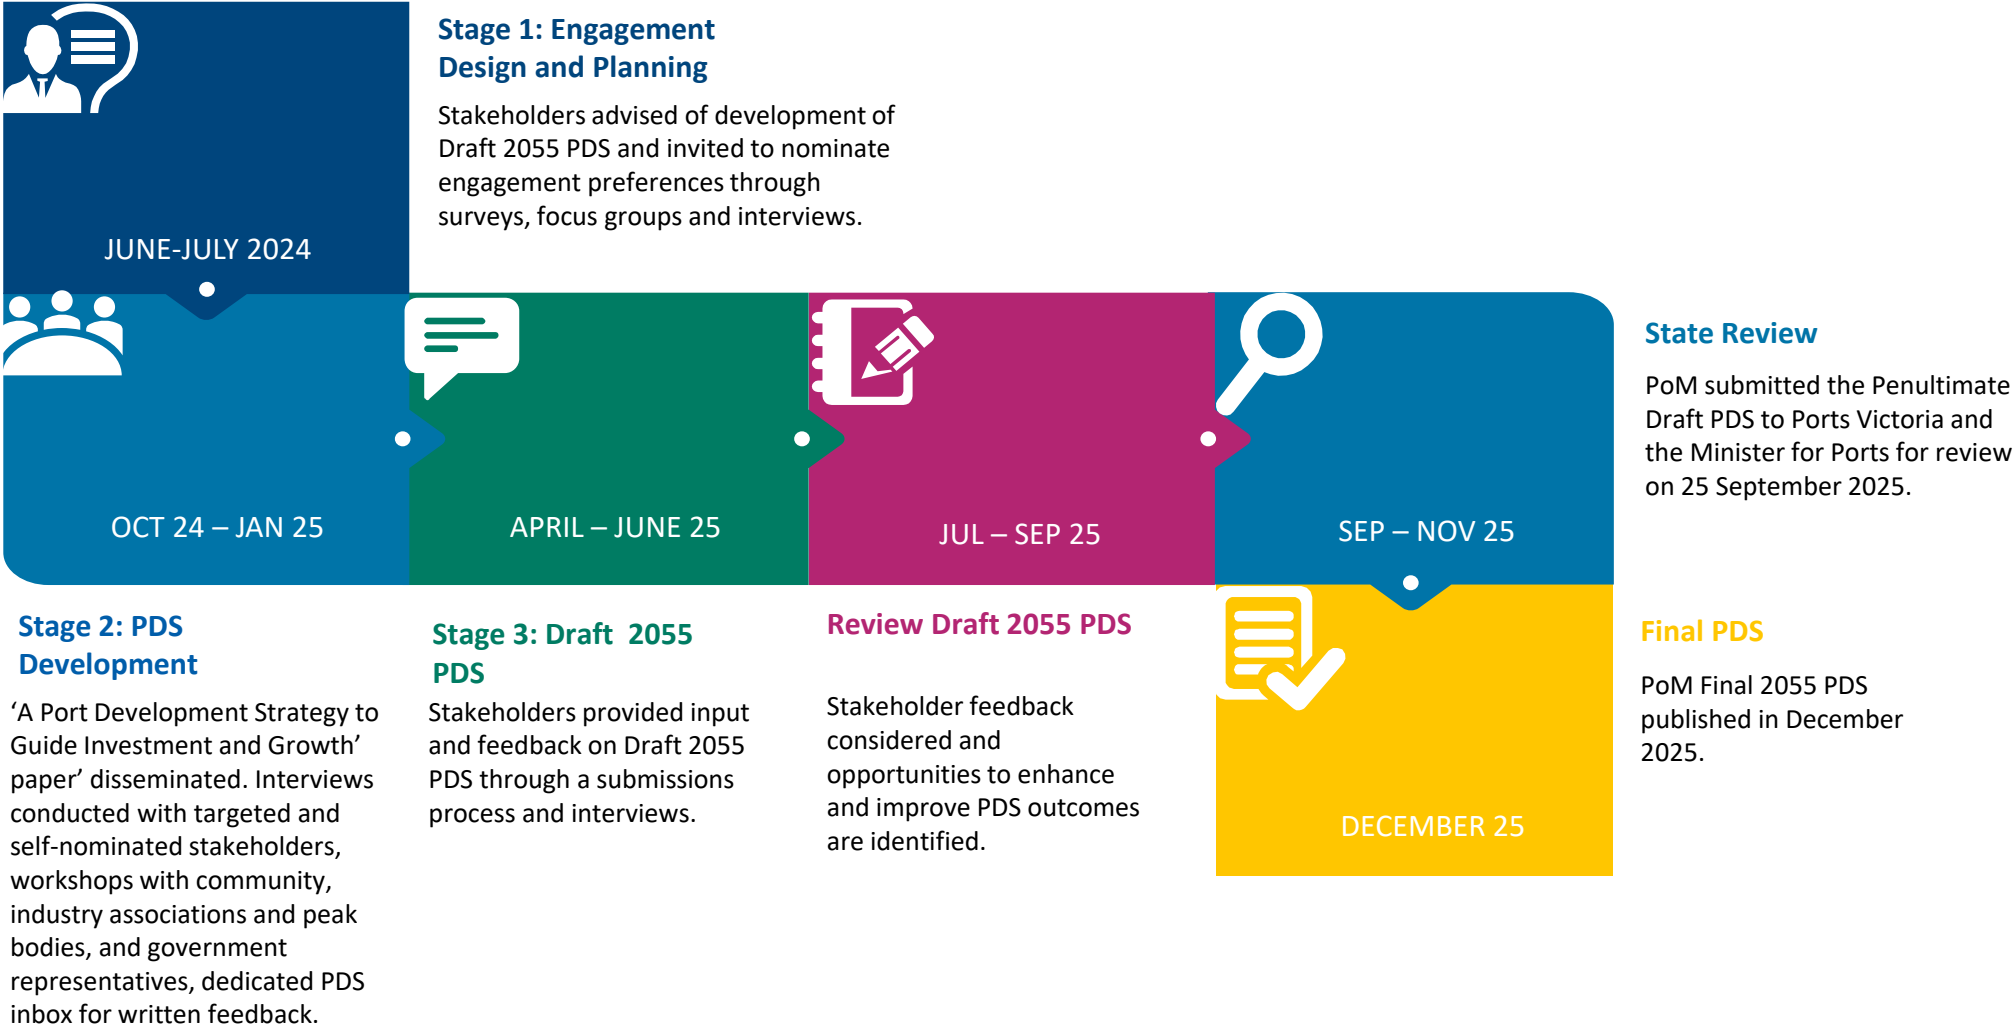 Stage 1: Engagement
Design and Planning
Stakeholders advised of development of
Draft 2055 PDS and invited to nominate
engagement preferences through
surveys, focus groups and interviews.
JUNE-JULY 2024
OCT 24 – JAN 25
APRIL – JUNE 25
JUL – SEP 25
SEP – NOV 25
State Review
PoM submitted the Penultimate
Draft PDS to Ports Victoria and
the Minister for Ports for review
on 25 September 2025.
Stage 2: PDS
Development
‘A Port Development Strategy to
Guide Investment and Growth’
paper’ disseminated. Interviews
conducted with targeted and
self-nominated stakeholders,
workshops with community,
industry associations and peak
bodies, and government
representatives, dedicated PDS
inbox for written feedback.
Stage 3: Draft 2055
PDS
Stakeholders provided input
and feedback on Draft 2055
PDS through a submissions
process and interviews.
Review Draft 2055 PDS
Stakeholder feedback
considered and
opportunities to enhance
and improve PDS outcomes
are identified.
DECEMBER 25
Final PDS
PoM Final 2055 PDS
published in December
2025.